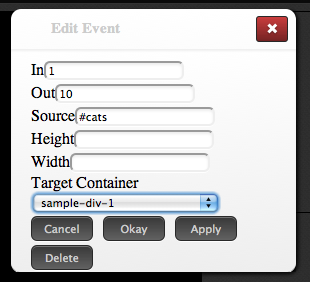 Edit Event
In 1
Out 10
Source #cats
Height
Width
Target Container
sample-div-1
Cancel Okay Apply
Delete